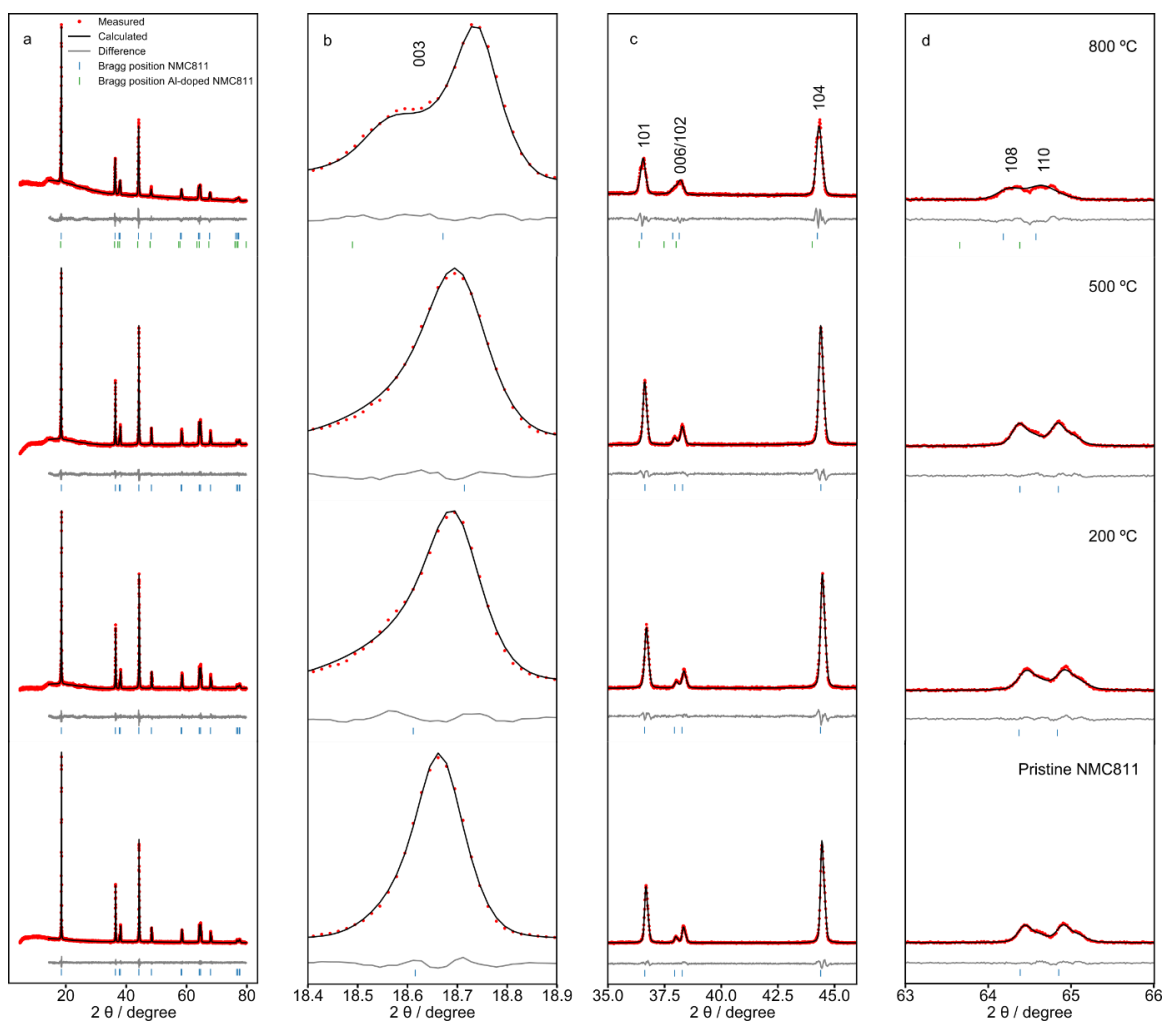 a
Measured
Calculated
Difference
Bragg position NMC811
Bragg position Al-doped NMC811
b
003
c
101
006/102
104
d
800 ºC
108
110
500 ºC
200 ºC
Pristine NMC811
20 40 60 80
2 θ / degree
18.4 18.5 18.6 18.7 18.8 18.9
2 θ / degree
35.0 37.5 40.0 42.5 45.0
2 θ / degree
63 64 65 66
2 θ / degree